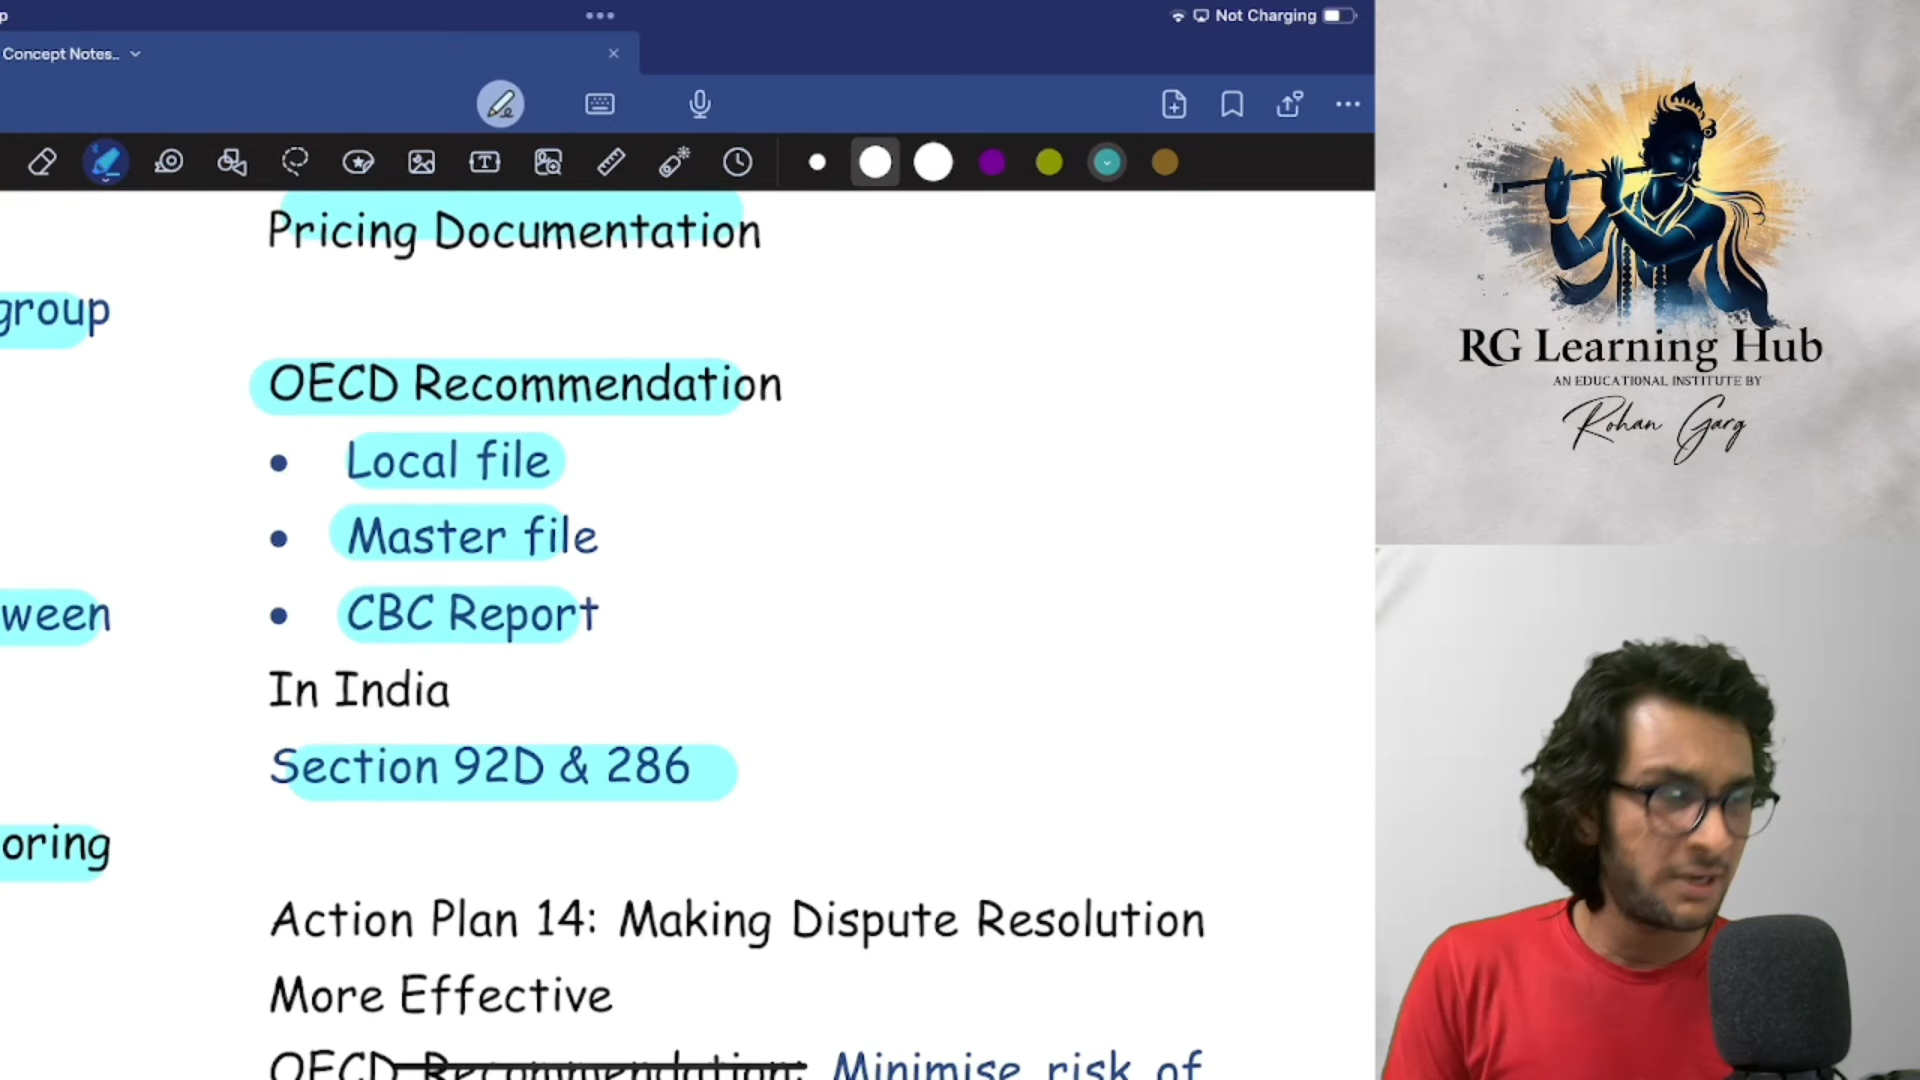 p
Not Charging
Concept Notes..
Pricing Documentation
group
OECD Recommendation
• Local file
• Master file
ween
• CBC Report
In India
Section 92D & 286
oring
Action Plan 14: Making Dispute Resolution
More Effective
OECD Recommendation: Minimise risk of
RG Learning Hub
AN EDUCATIONAL INSTITUTE BY
Rohan Garg